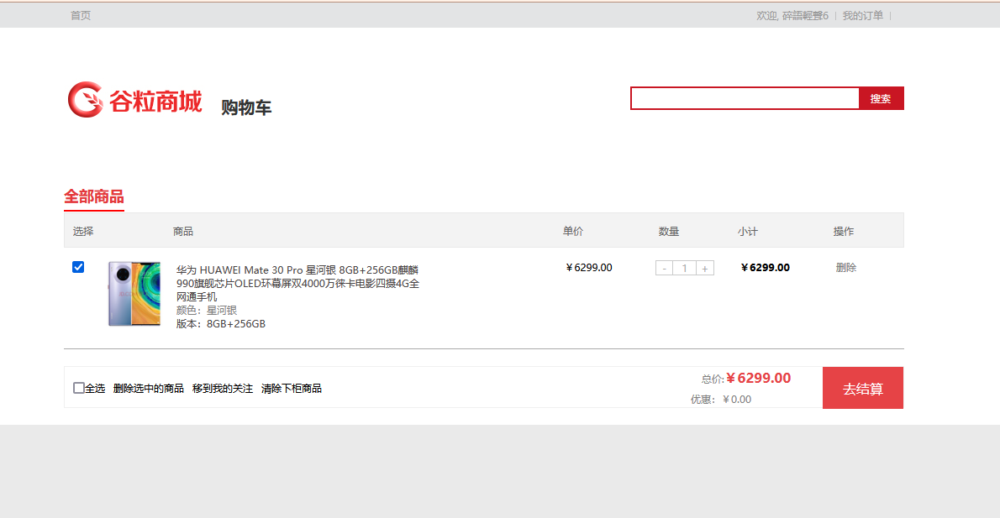 首页
欢迎, 碎語輕聲6 | 我的订单 |
谷粒商城 购物车
搜索
全部商品
选择 商品 单价 数量 小计 操作
华为 HUAWEI Mate 30 Pro 星河银 8GB+256GB麒麟
990旗舰芯片OLED环幕屏双4000万徕卡电影四摄4G全
网通手机
颜色：星河银
版本：8GB+256GB
￥6299.00
- 1 +
￥6299.00
删除
全选 删除选中的商品 移到我的关注 清除下柜商品
总价:￥6299.00
优惠：￥0.00
去结算